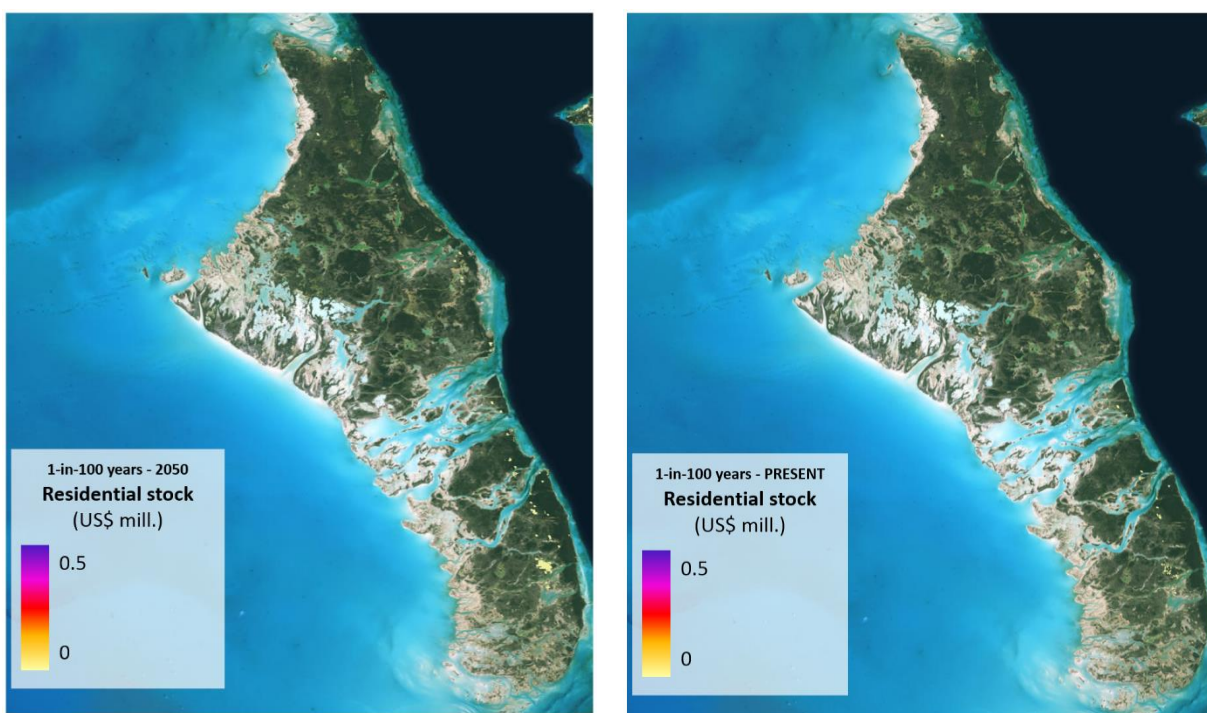 1-in-100 years - 2050
Residential stock
(US$ mill.)
0.5
0
1-in-100 years - PRESENT
Residential stock
(US$ mill.)
0.5
0